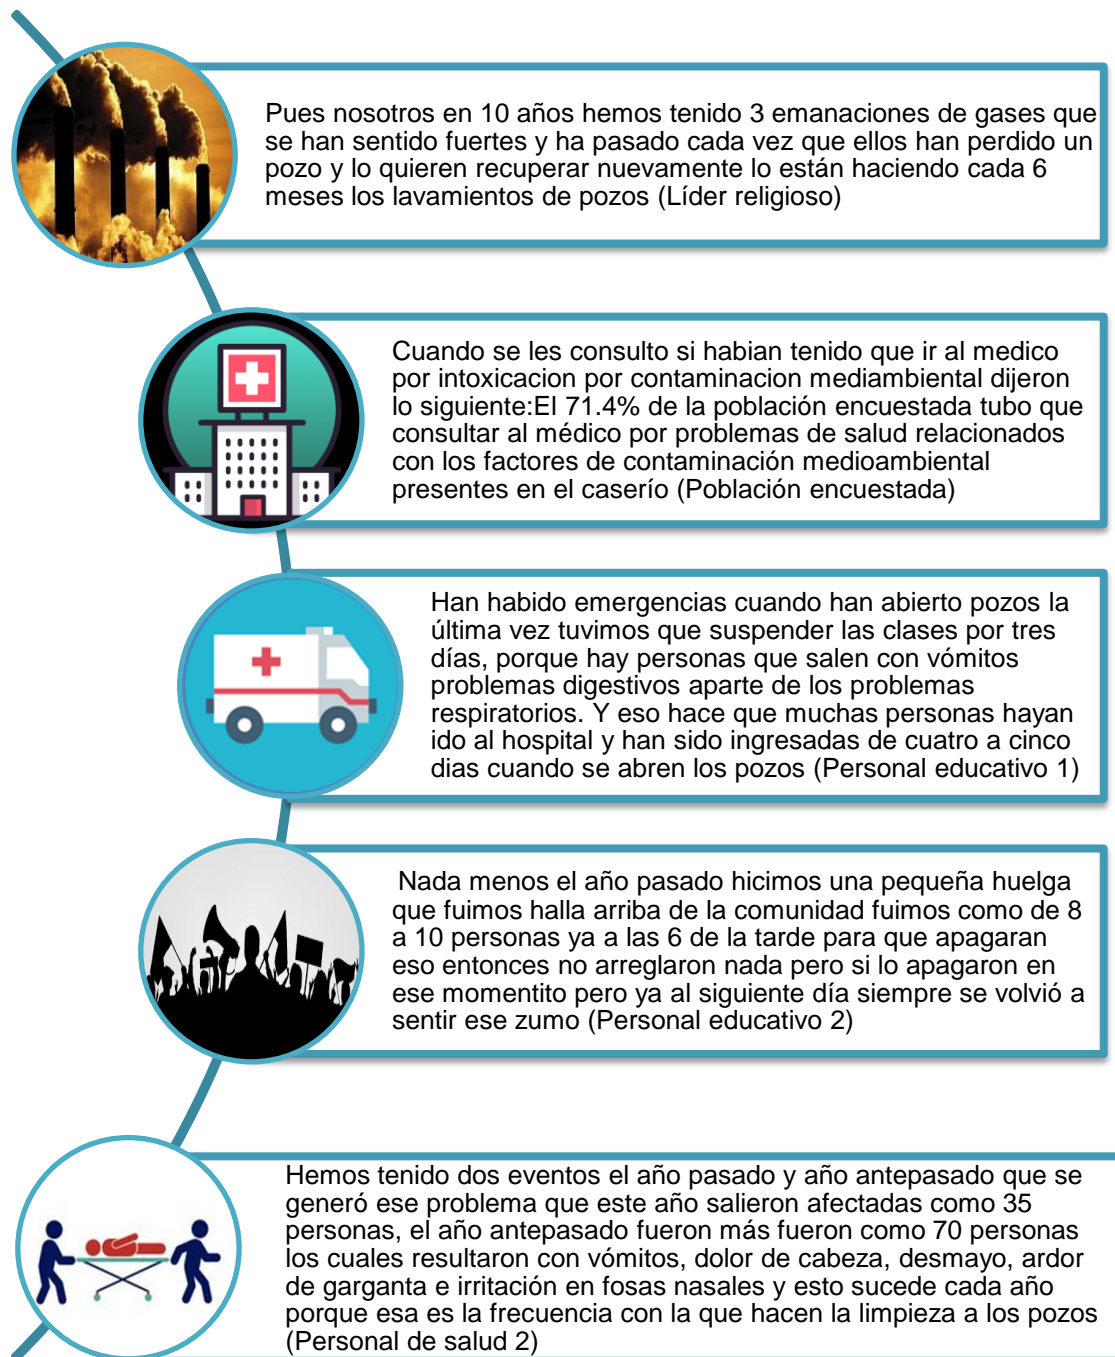 Pues nosotros en 10 años hemos tenido 3 emanaciones de gases que
se han sentido fuertes y ha pasado cada vez que ellos han perdido un
pozo y lo quieren recuperar nuevamente lo están haciendo cada 6
meses los lavamientos de pozos (Líder religioso)
Cuando se les consulto si habian tenido que ir al medico
por intoxicacion por contaminacion mediambiental dijeron
lo siguiente:El 71.4% de la población encuestada tubo que
consultar al médico por problemas de salud relacionados
con los factores de contaminación medioambiental
presentes en el caserío (Población encuestada)
Han habido emergencias cuando han abierto pozos la
última vez tuvimos que suspender las clases por tres
días, porque hay personas que salen con vómitos
problemas digestivos aparte de los problemas
respiratorios. Y eso hace que muchas personas hayan
ido al hospital y han sido ingresadas de cuatro a cinco
dias cuando se abren los pozos (Personal educativo 1)
Nada menos el año pasado hicimos una pequeña huelga
que fuimos halla arriba de la comunidad fuimos como de 8
a 10 personas ya a las 6 de la tarde para que apagaran
eso entonces no arreglaron nada pero si lo apagaron en
ese momentito pero ya al siguiente día siempre se volvió a
sentir ese zumo (Personal educativo 2)
Hemos tenido dos eventos el año pasado y año antepasado que se
generó ese problema que este año salieron afectadas como 35
personas, el año antepasado fueron más fueron como 70 personas
los cuales resultaron con vómitos, dolor de cabeza, desmayo, ardor
de garganta e irritación en fosas nasales y esto sucede cada año
porque esa es la frecuencia con la que hacen la limpieza a los pozos
(Personal de salud 2)